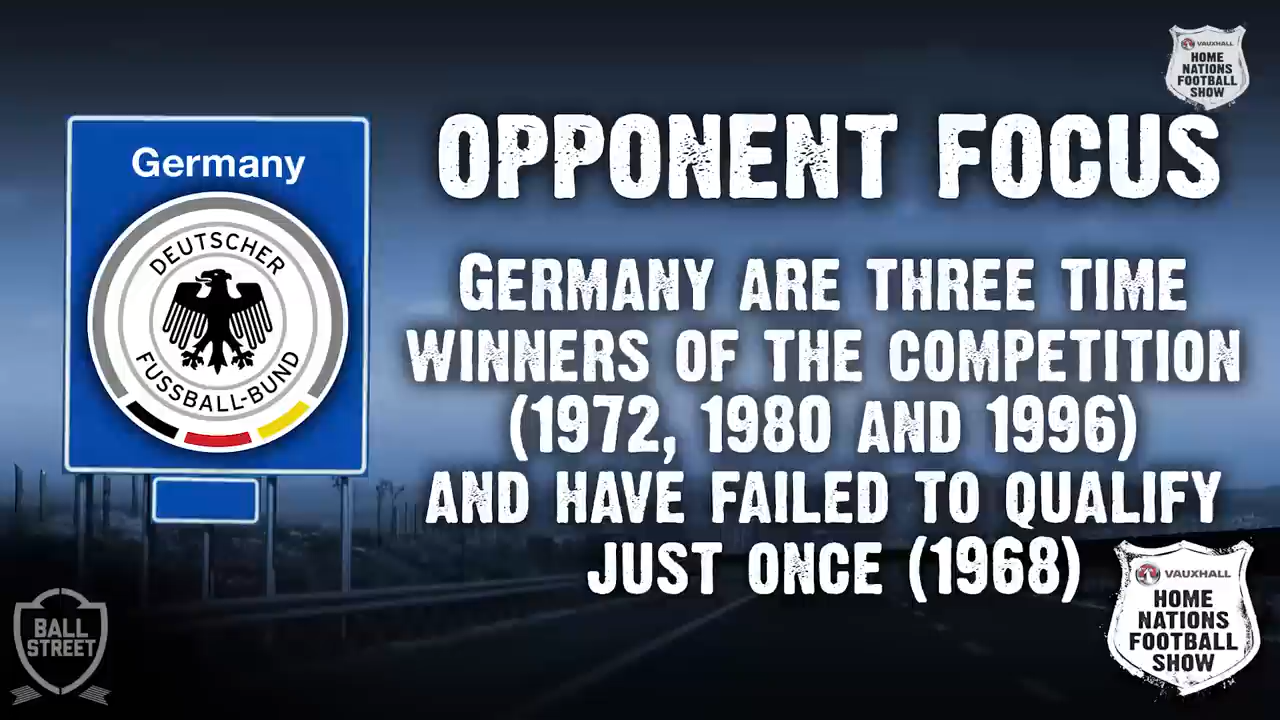 VAUXHALL
HOME
NATIONS
FOOTBALL
SHOW
OPPONENT FOCUS
Germany
DEUTSCHER
FUSSBALL-BUND
GERMANY ARE THREE TIME
WINNERS OF THE COMPETITION
(1972, 1980 AND 1996)
AND HAVE FAILED TO QUALIFY
JUST ONCE (1968)
VAUXHALL
HOME
NATIONS
FOOTBALL
SHOW
BALL
STREET